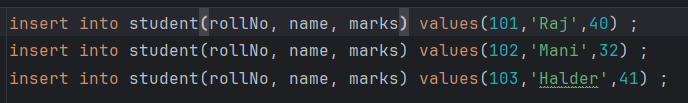 insert into student(rollNo, name, marks) values(101,'Raj',40) ;
insert into student(rollNo, name, marks) values(102,'Mani',32) ;
insert into student(rollNo, name, marks) values(103,'Halder',41) ;